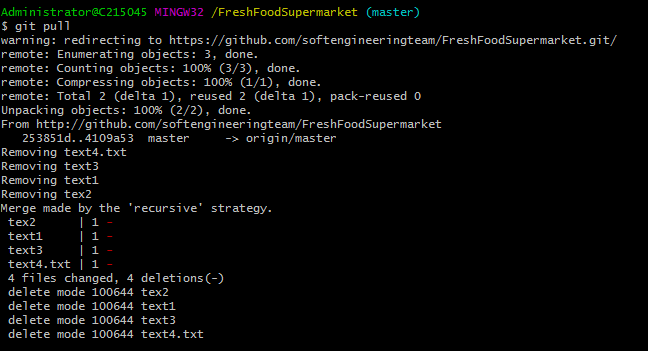 Administrator@C215045 MINGW32 /FreshFoodSupermarket (master)
$ git pull
warning: redirecting to https://github.com/softengineeringteam/FreshFoodSupermarket.git/
remote: Enumerating objects: 3, done.
remote: Counting objects: 100% (3/3), done.
remote: Compressing objects: 100% (1/1), done.
remote: Total 2 (delta 1), reused 2 (delta 1), pack-reused 0
Unpacking objects: 100% (2/2), done.
From http://github.com/softengineeringteam/FreshFoodSupermarket
   253851d..4109a53  master     -> origin/master
Removing text4.txt
Removing text3
Removing text1
Removing tex2
Merge made by the 'recursive' strategy.
 tex2      | 1 -
 text1     | 1 -
 text3     | 1 -
 text4.txt | 1 -
 4 files changed, 4 deletions(-)
 delete mode 100644 tex2
 delete mode 100644 text1
 delete mode 100644 text3
 delete mode 100644 text4.txt